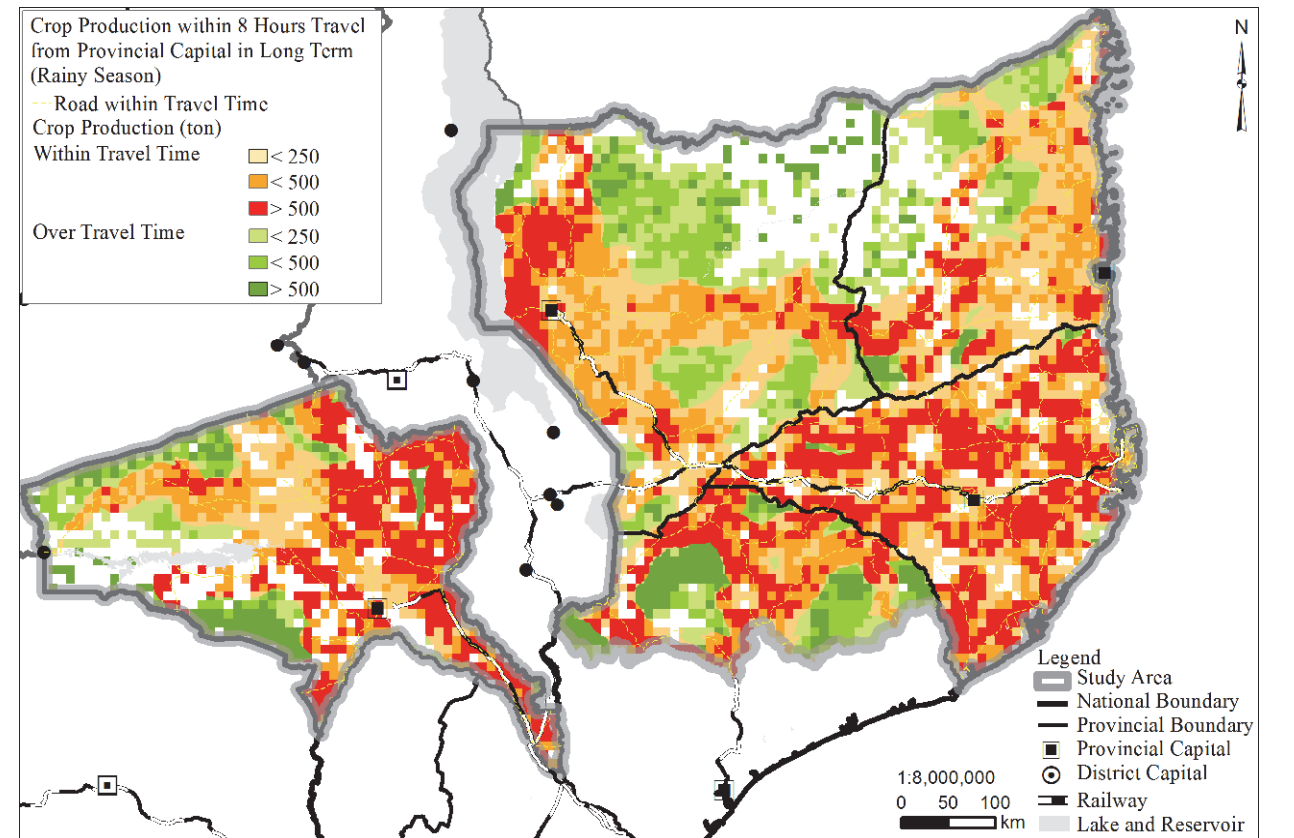 Crop Production within 8 Hours Travel
from Provincial Capital in Long Term
(Rainy Season)
Road within Travel Time
Crop Production (ton)
Within Travel Time
< 250
< 500
> 500
Over Travel Time
< 250
< 500
> 500
N
Legend
Study Area
National Boundary
Provincial Boundary
Provincial Capital
District Capital
Railway
Lake and Reservoir
1:8,000,000
0 50 100
km